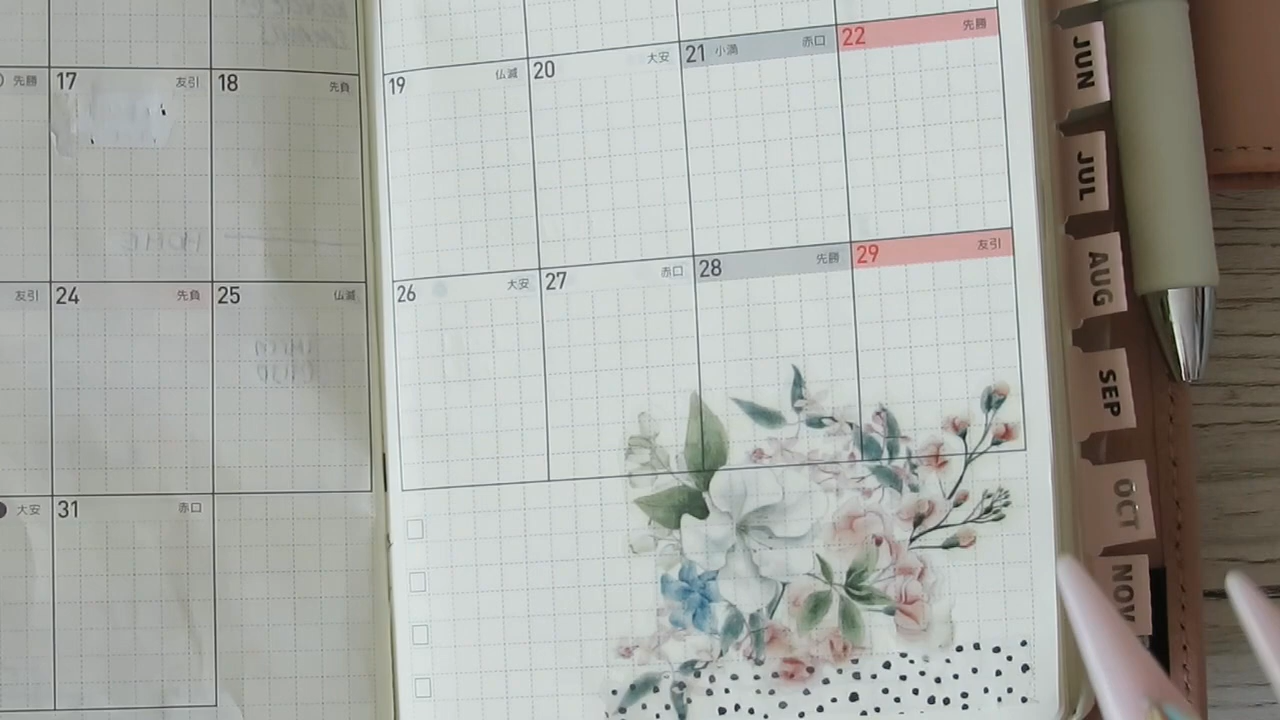 22 先勝
21 小満 赤口
20 大安
19 仏滅
先勝
17 友引
18 先負
29 友引
28 先勝
27 赤口
26 大安
友引
24 先負
25 仏滅
大安
31 赤口
JUN
JUL
AUG
SEP
OCT
NOV